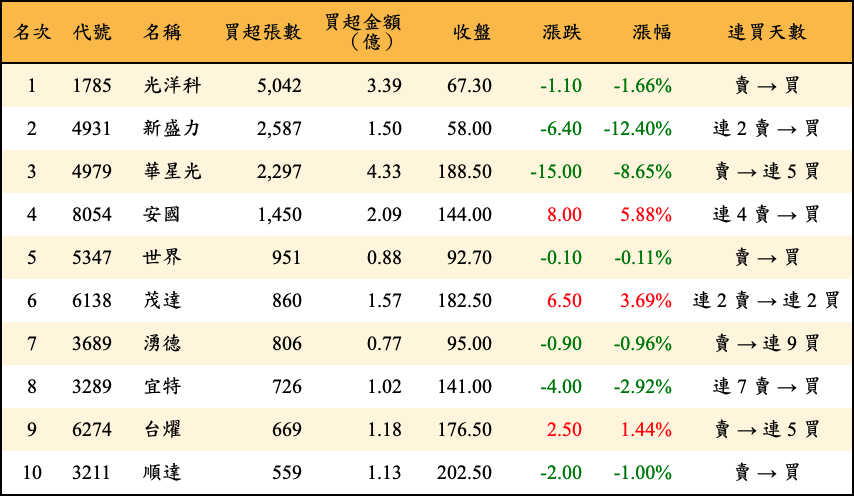 名次 代號 名稱 買超張數 買超金額（億） 收盤 漲跌 漲幅 連買天數
1 1785 光洋科 5,042 3.39 67.30 -1.10 -1.66% 賣 → 買
2 4931 新盛力 2,587 1.50 58.00 -6.40 -12.40% 連 2 賣 → 買
3 4979 華星光 2,297 4.33 188.50 -15.00 -8.65% 賣 → 連 5 買
4 8054 安國 1,450 2.09 144.00 8.00 5.88% 連 4 賣 → 買
5 5347 世界 951 0.88 92.70 -0.10 -0.11% 賣 → 買
6 6138 茂達 860 1.57 182.50 6.50 3.69% 連 2 賣 → 連 2 買
7 3689 湧德 806 0.77 95.00 -0.90 -0.96% 賣 → 連 9 買
8 3289 宜特 726 1.02 141.00 -4.00 -2.92% 連 7 賣 → 買
9 6274 台燿 669 1.18 176.50 2.50 1.44% 賣 → 連 5 買
10 3211 順達 559 1.13 202.50 -2.00 -1.00% 賣 → 買